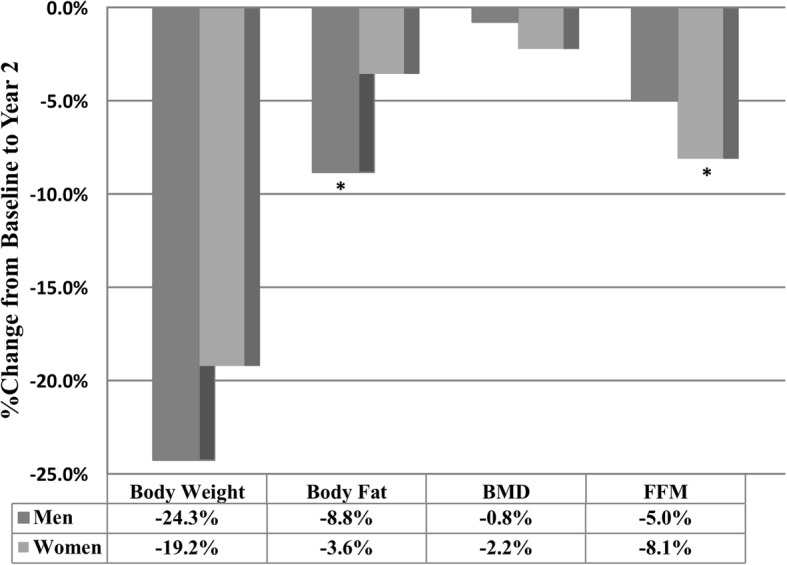 %Change from Baseline to Year 2
0.0%
-5.0%
-10.0%
-15.0%
-20.0%
-25.0%
*
*
Body Weight Body Fat BMD FFM
Men -24.3% -8.8% -0.8% -5.0%
Women -19.2% -3.6% -2.2% -8.1%